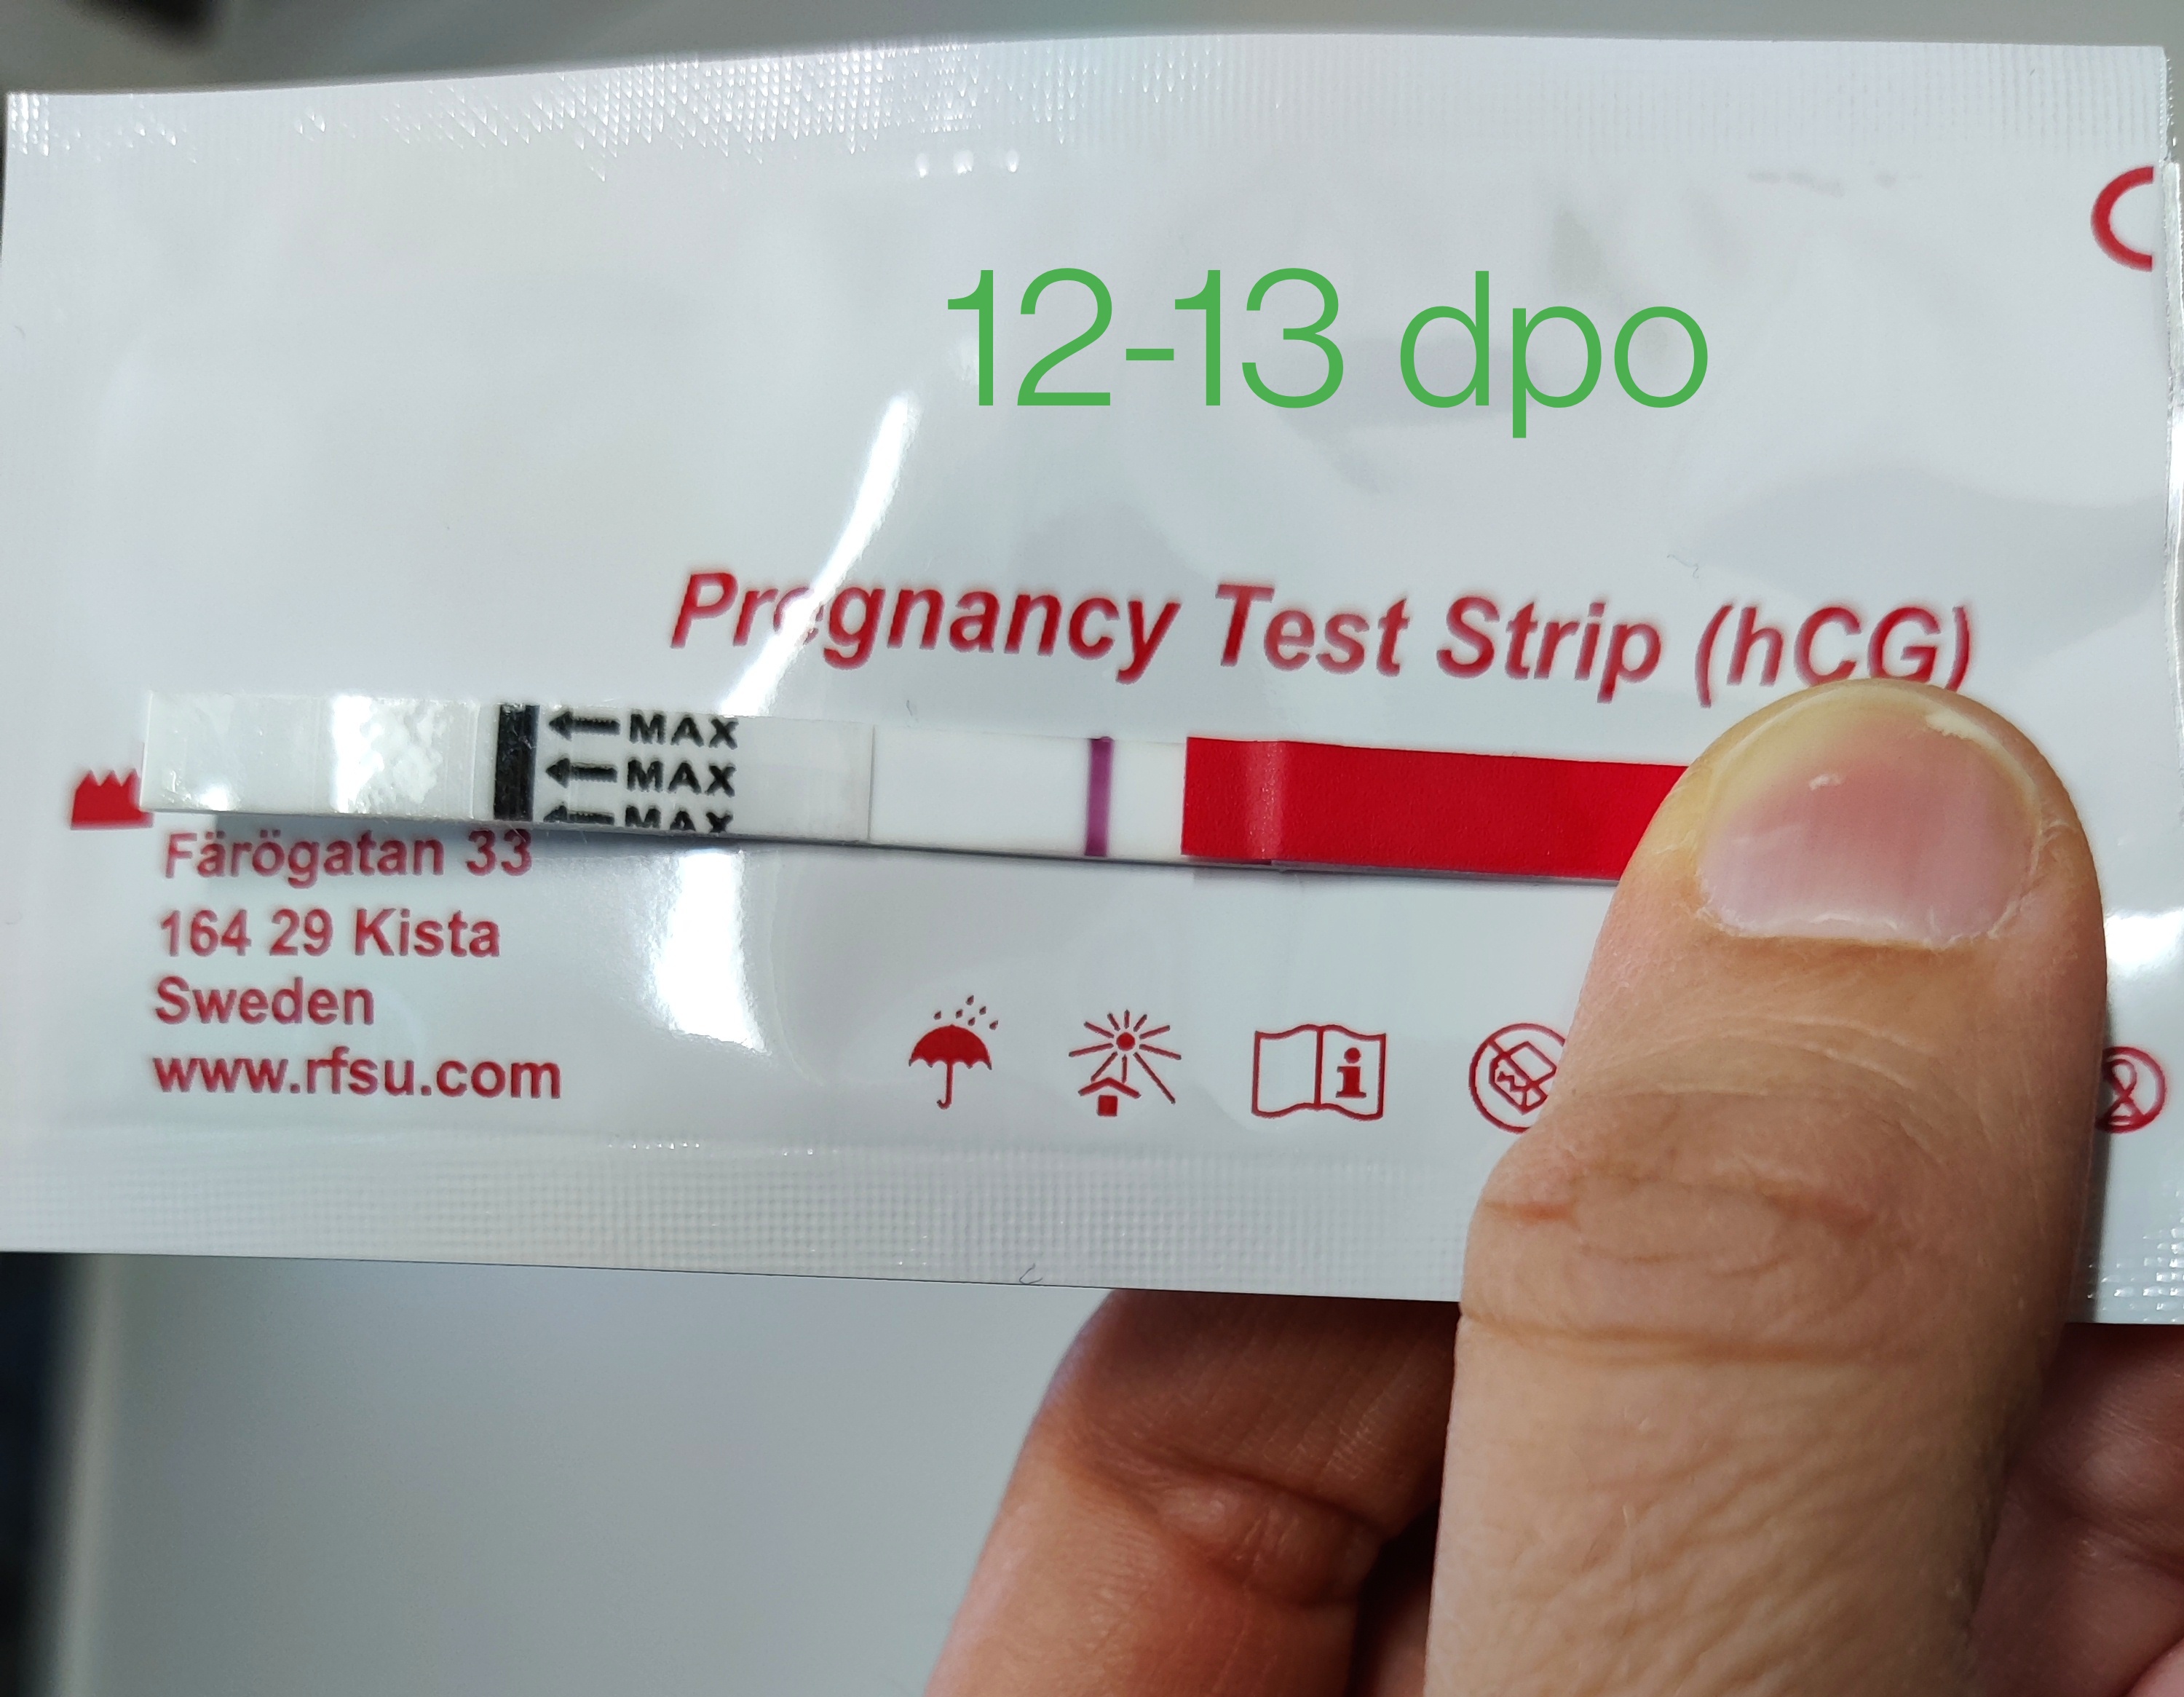 12-13 dpo
Pregnancy Test Strip (hCG)
MAX
MAX
MAX
Färögatan 33
164 29 Kista
Sweden
www.rfsu.com